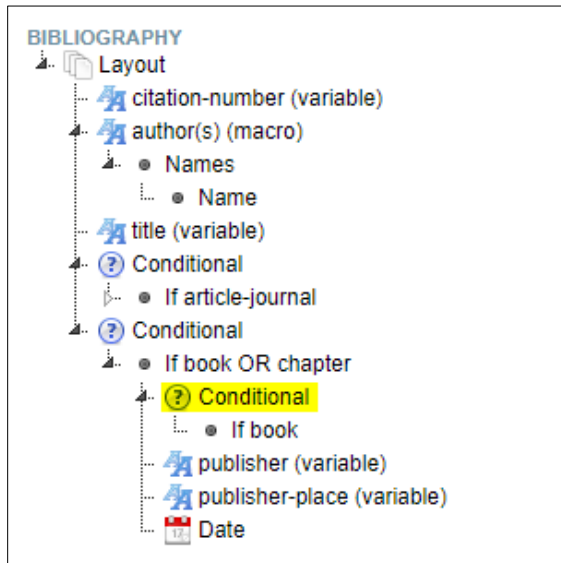 BIBLIOGRAPHY
Layout
citation-number (variable)
author(s) (macro)
Names
Name
title (variable)
Conditional
If article-journal
Conditional
If book OR chapter
Conditional
If book
publisher (variable)
publisher-place (variable)
Date